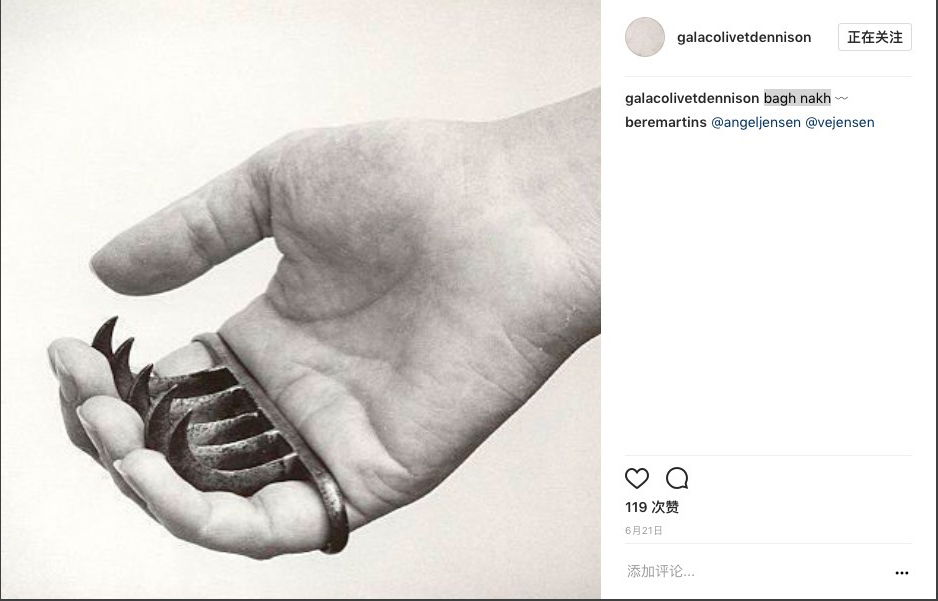 galacolivetdennison
正在关注
galacolivetdennison bagh nakh 〰
beremartins @angeljensen @vejensen
119 次赞
6月21日
添加评论...